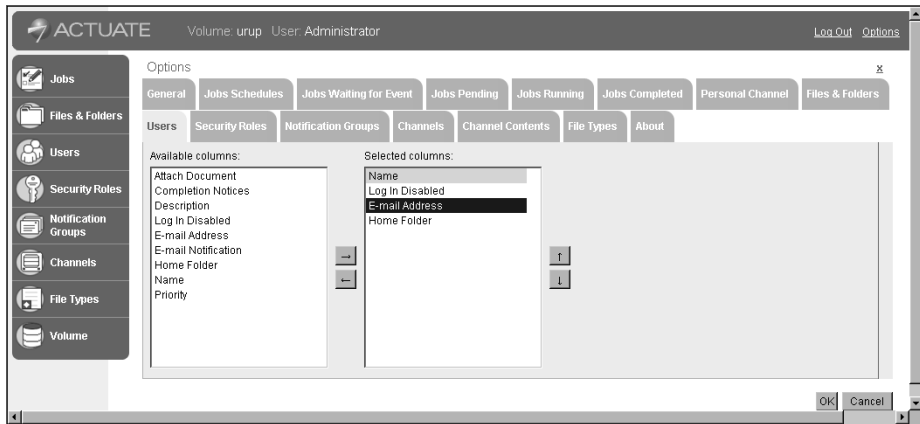 ACTUATE Volume: urup User: Administrator Log Out Options
Jobs
Files & Folders
Users
Security Roles
Notification Groups
Channels
File Types
Volume
Options x
General Jobs Schedules Jobs Waiting for Event Jobs Pending Jobs Running Jobs Completed Personal Channel Files & Folders
Users Security Roles Notification Groups Channels Channel Contents File Types About
Available columns:
Attach Document
Completion Notices
Description
Log In Disabled
E-mail Address
E-mail Notification
Home Folder
Name
Priority
→
←
Selected columns:
Name
Log In Disabled
E-mail Address
Home Folder
↑
↓
OK Cancel